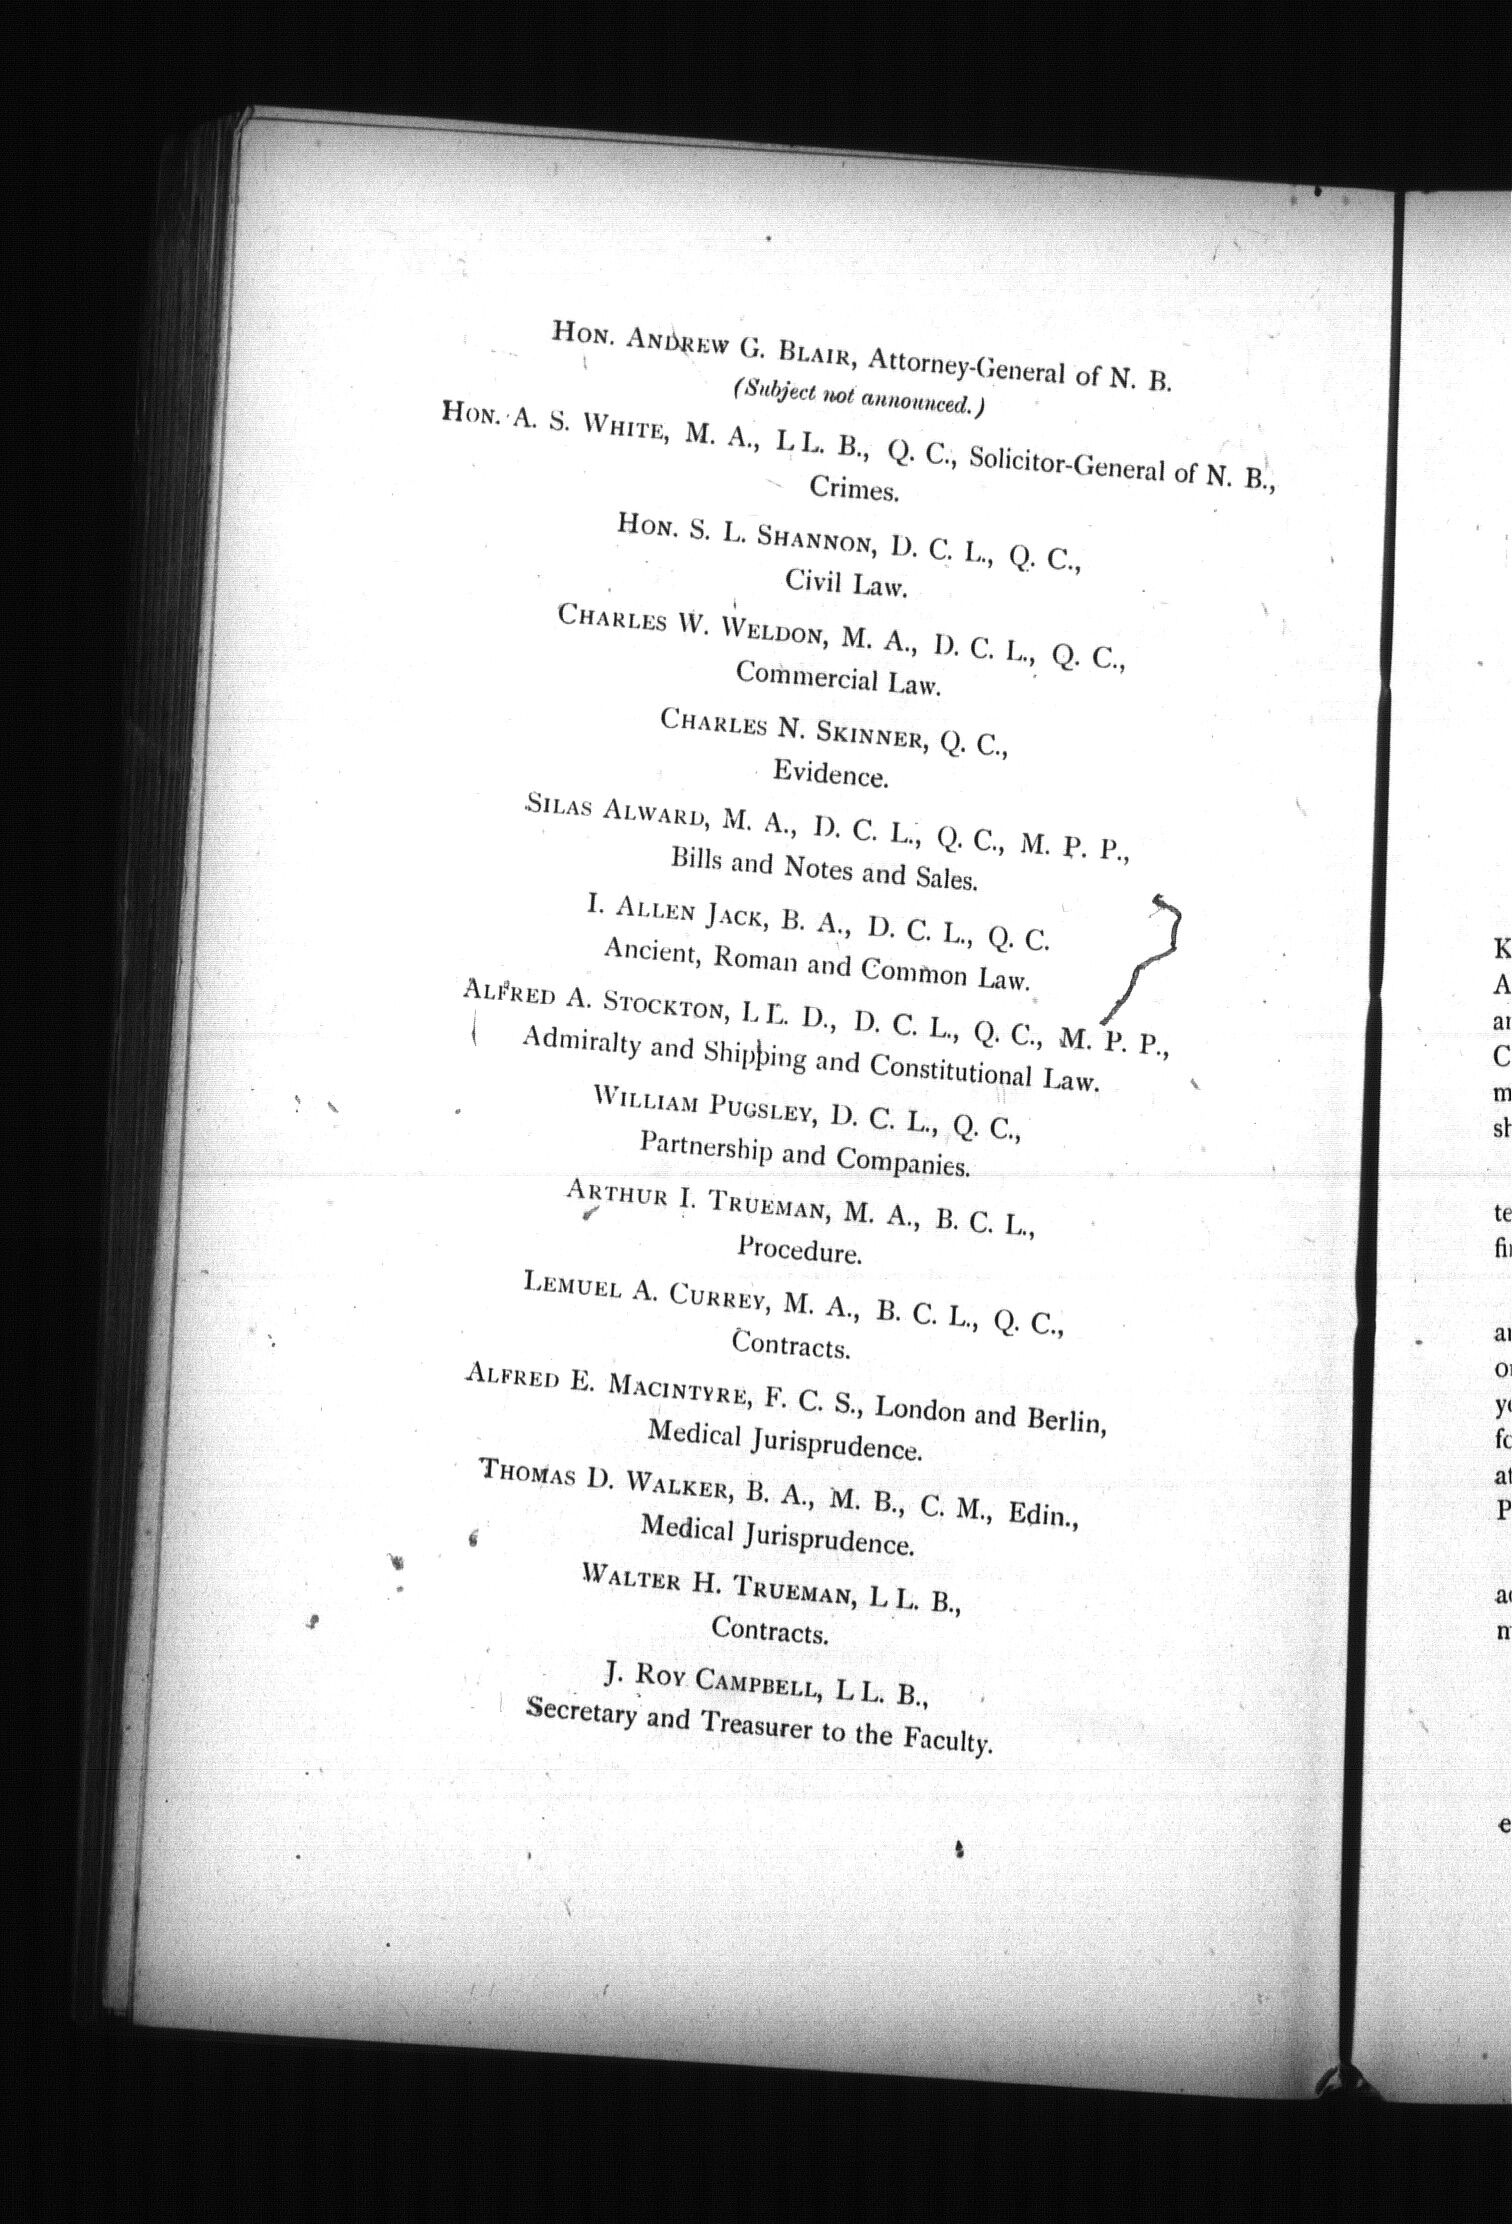 HON. ANDREW G. BLAIR, Attorney-General of N. B.
(Subject not announced.)
HON. A. S. WHITE, M. A., LL. B., Q. C., Solicitor-General of N. B.,
Crimes.
HON. S. L. SHANNON, D. C. L., Q. C.,
Civil Law.
CHARLES W. WELDON, M. A., D. C. L., Q. C.,
Commercial Law.
CHARLES N. SKINNER, Q. C.,
Evidence.
SILAS ALWARD, M. A., D. C. L., Q. C., M. P. P.,
Bills and Notes and Sales.
I. ALLEN JACK, B. A., D. C. L., Q. C.
Ancient, Roman and Common Law.
ALFRED A. STOCKTON, LL. D., D. C. L., Q. C., M. P. P.,
Admiralty and Shipping and Constitutional Law.
WILLIAM PUGSLEY, D. C. L., Q. C.,
Partnership and Companies.
ARTHUR I. TRUEMAN, M. A., B. C. L.,
Procedure.
LEMUEL A. CURREY, M. A., B. C. L., Q. C.,
Contracts.
ALFRED E. MACINTYRE, F. C. S., London and Berlin,
Medical Jurisprudence.
THOMAS D. WALKER, B. A., M. B., C. M., Edin.,
Medical Jurisprudence.
WALTER H. TRUEMAN, LL. B.,
Contracts.
J. ROY CAMPBELL, LL. B.,
Secretary and Treasurer to the Faculty.